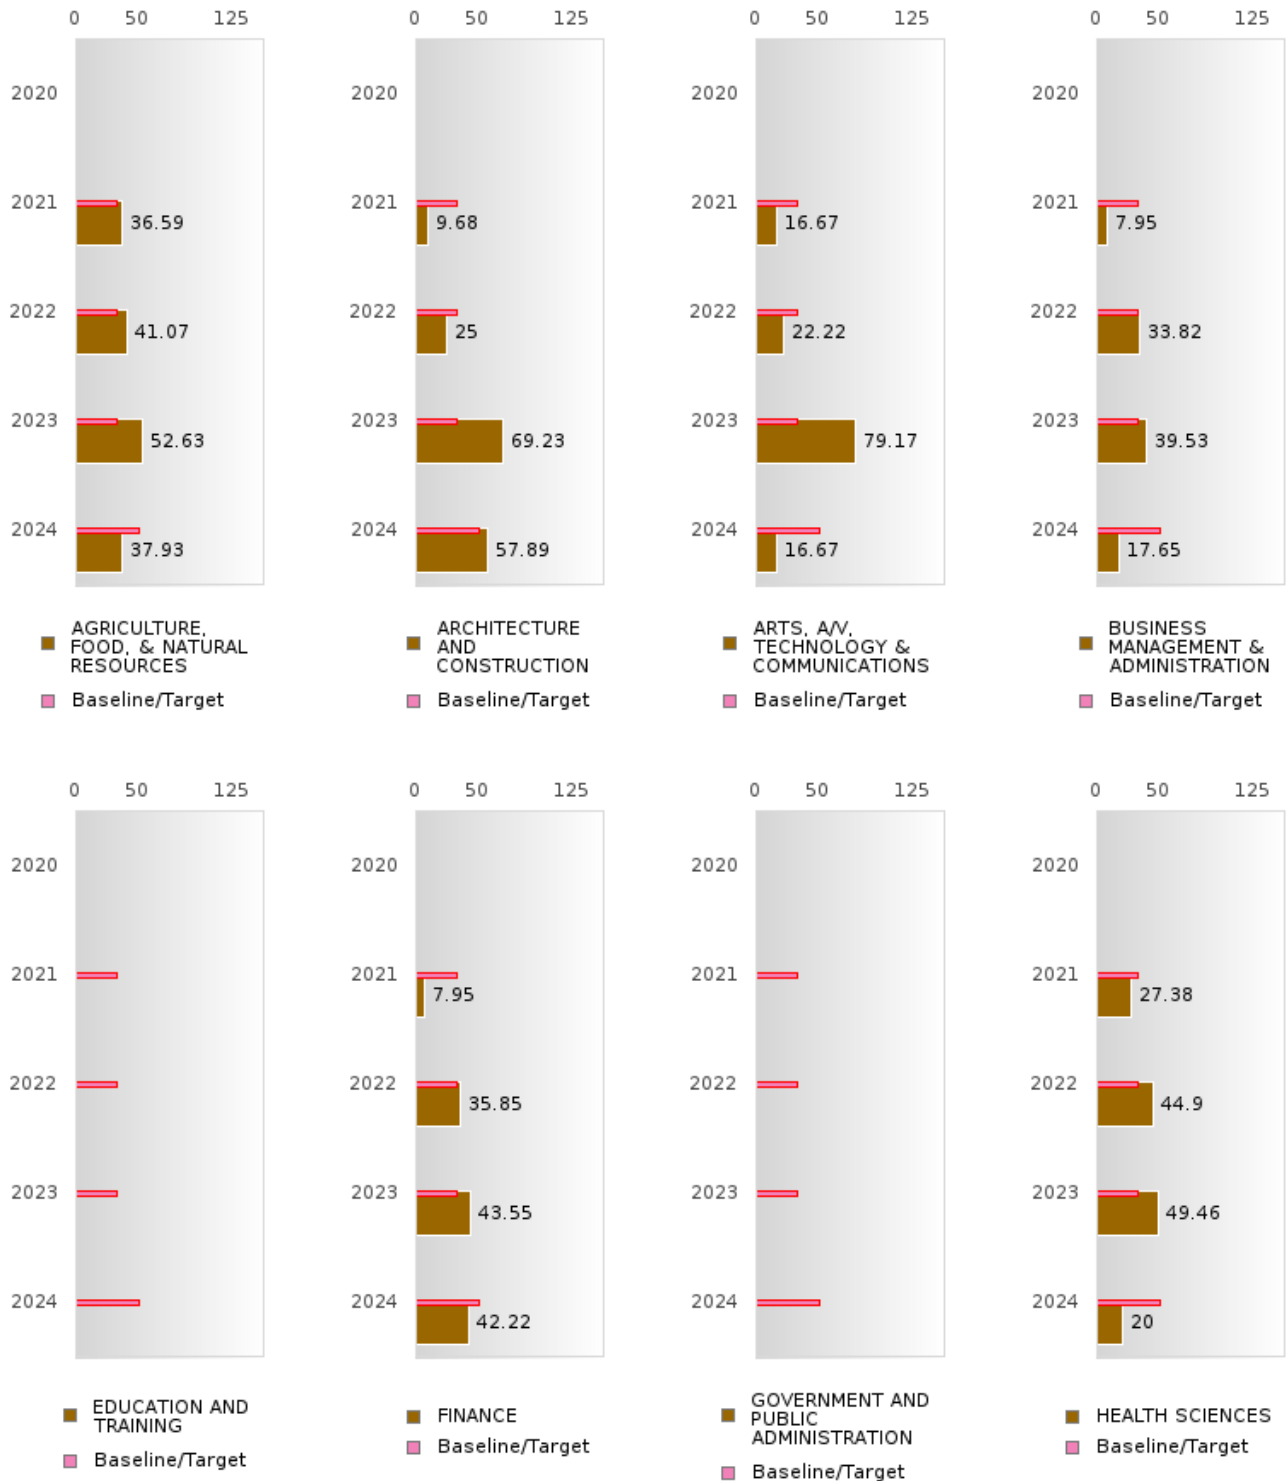 0 50 125 0 50 125 0 50 125 0 50 125
2020 2020 2020 2020
2021 36.59 2021 9.68 2021 16.67 2021 7.95
2022 41.07 2022 25 2022 22.22 2022 33.82
2023 52.63 2023 69.23 2023 79.17 2023 39.53
2024 37.93 2024 57.89 2024 16.67 2024 17.65
AGRICULTURE,
FOOD, & NATURAL
RESOURCES
Baseline/Target
ARCHITECTURE
AND
CONSTRUCTION
Baseline/Target
ARTS, A/V,
TECHNOLOGY &
COMMUNICATIONS
Baseline/Target
BUSINESS
MANAGEMENT &
ADMINISTRATION
Baseline/Target
0 50 125 0 50 125 0 50 125 0 50 125
2020 2020 2020 2020
2021 2021 7.95 2021 2021 27.38
2022 2022 35.85 2022 2022 44.9
2023 2023 43.55 2023 2023 49.46
2024 2024 42.22 2024 2024 20
EDUCATION AND
TRAINING
Baseline/Target
FINANCE
Baseline/Target
GOVERNMENT AND
PUBLIC
ADMINISTRATION
Baseline/Target
HEALTH SCIENCES
Baseline/Target